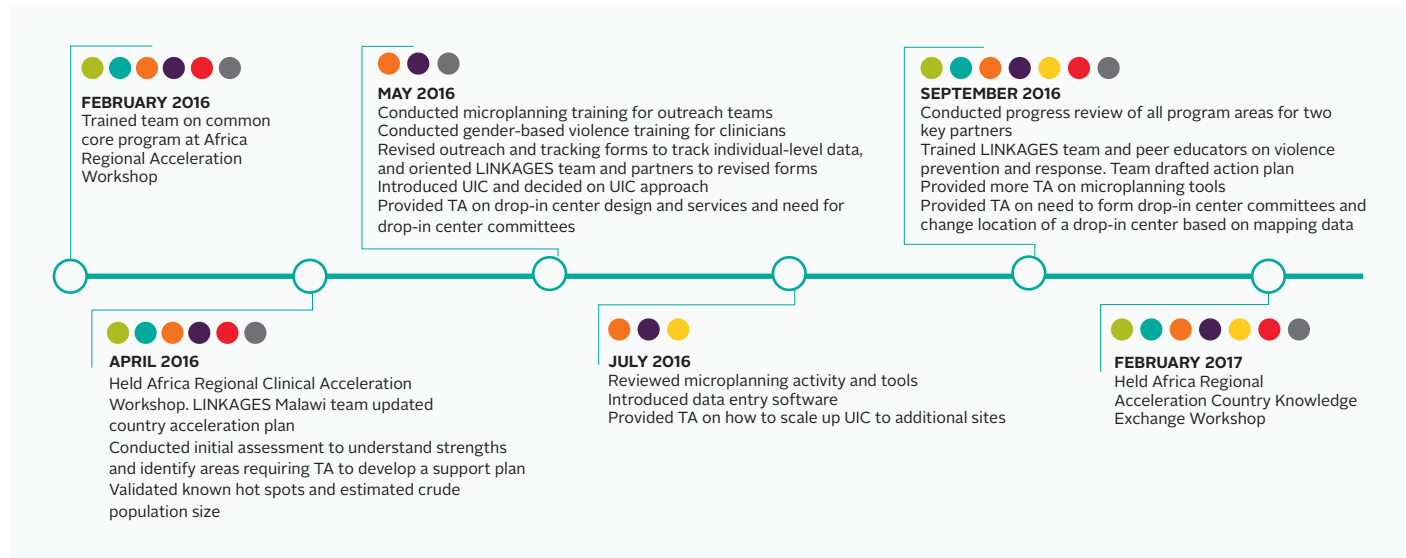 FEBRUARY 2016
Trained team on common
core program at Africa
Regional Acceleration
Workshop
MAY 2016
Conducted microplanning training for outreach teams
Conducted gender-based violence training for clinicians
Revised outreach and tracking forms to track individual-level data,
and oriented LINKAGES team and partners to revised forms
Introduced UIC and decided on UIC approach
Provided TA on drop-in center design and services and need for
drop-in center committees
SEPTEMBER 2016
Conducted progress review of all program areas for two
key partners
Trained LINKAGES team and peer educators on violence
prevention and response. Team drafted action plan
Provided more TA on microplanning tools
Provided TA on need to form drop-in center committees and
change location of a drop-in center based on mapping data
APRIL 2016
Held Africa Regional Clinical Acceleration
Workshop. LINKAGES Malawi team updated
country acceleration plan
Conducted initial assessment to understand strengths
and identify areas requiring TA to develop a support plan
Validated known hot spots and estimated crude
population size
JULY 2016
Reviewed microplanning activity and tools
Introduced data entry software
Provided TA on how to scale up UIC to additional sites
FEBRUARY 2017
Held Africa Regional
Acceleration Country Knowledge
Exchange Workshop